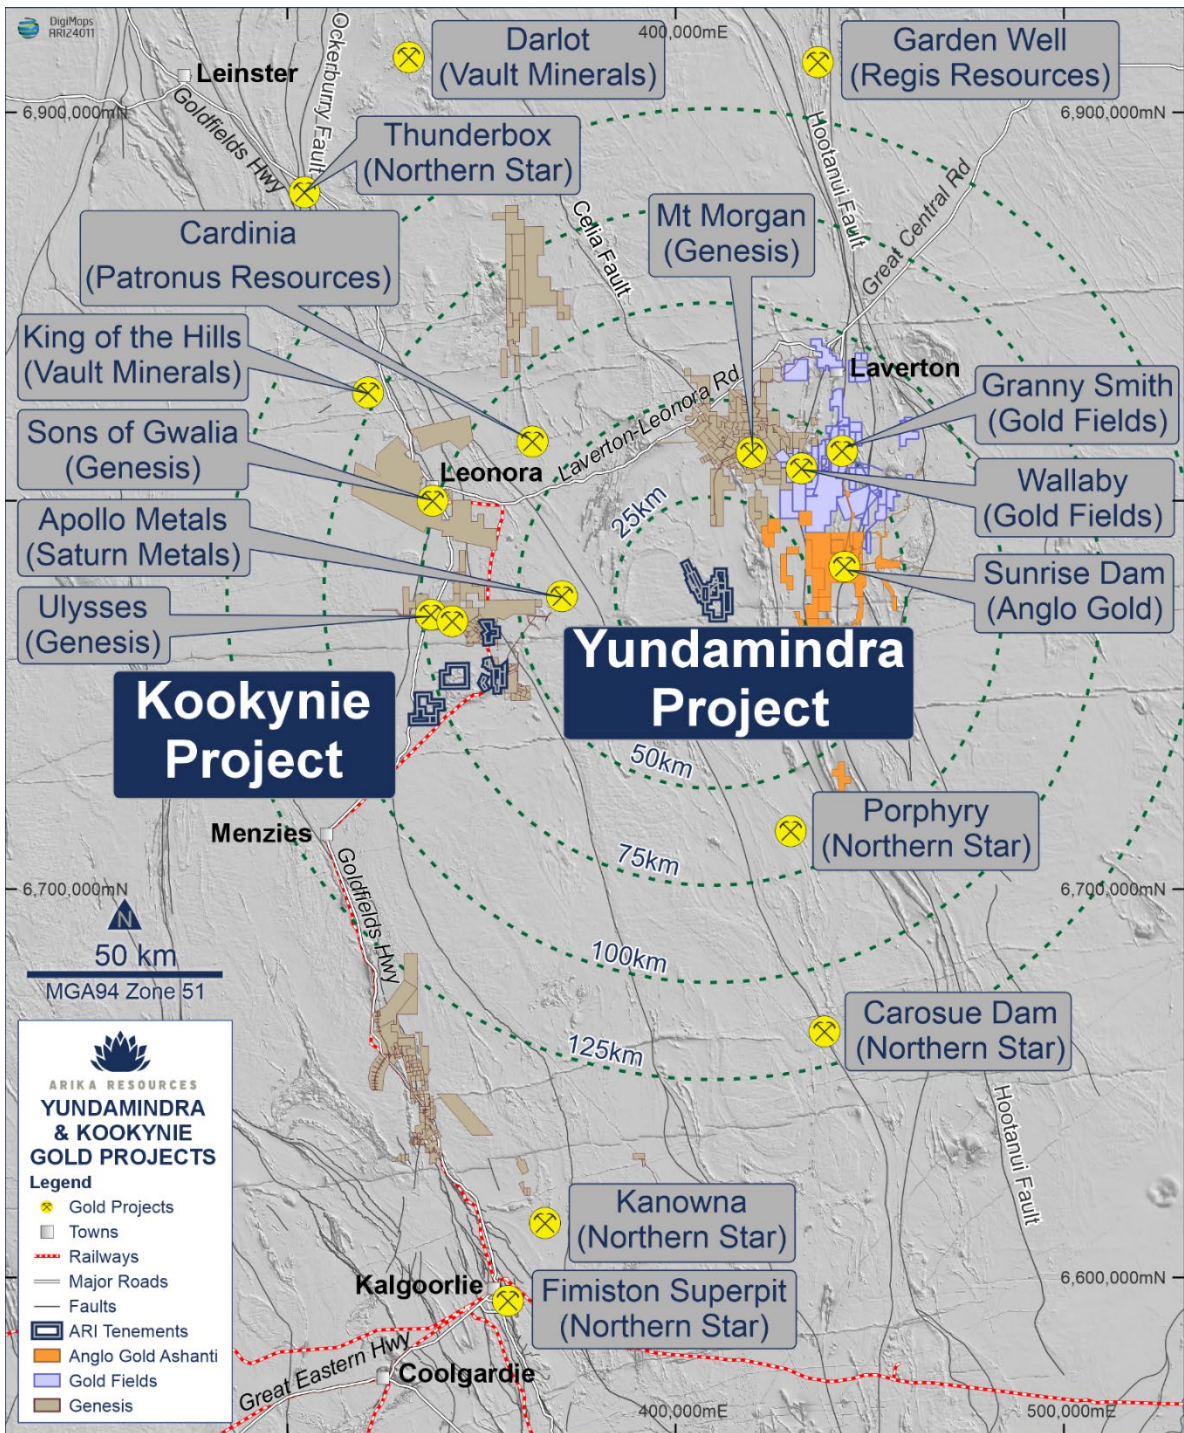 DigiMaps
ARI24011
400,000mE
Darlot
(Vault Minerals)
Garden Well
(Regis Resources)
Leinster
Goldfields Hwy
Ockerburry Fault
6,900,000mN
6,900,000mN
Thunderbox
(Northern Star)
Hootanui Fault
Great Central Rd
Celia Fault
Cardinia
(Patronus Resources)
Mt Morgan
(Genesis)
King of the Hills
(Vault Minerals)
Laverton
Laverton-Leonora Rd
Granny Smith
(Gold Fields)
Sons of Gwalia
(Genesis)
Leonora
Wallaby
(Gold Fields)
25km
Apollo Metals
(Saturn Metals)
Sunrise Dam
(Anglo Gold)
Ulysses
(Genesis)
Yundamindra
Project
Kookynie
Project
50km
Menzies
Porphyry
(Northern Star)
75km
Goldfields Hwy
6,700,000mN
6,700,000mN
N
50 km
MGA94 Zone 51
100km
Carosue Dam
(Northern Star)
125km
Hootanui Fault
ARIKA RESOURCES
YUNDAMINDRA
& KOOKYNIE
GOLD PROJECTS
Legend
Gold Projects
Towns
Railways
Major Roads
Faults
ARI Tenements
Anglo Gold Ashanti
Gold Fields
Genesis
Kanowna
(Northern Star)
Kalgoorlie
Fimiston Superpit
(Northern Star)
6,600,000mN
Great Eastern Hwy
Coolgardie
400,000mE
500,000mE